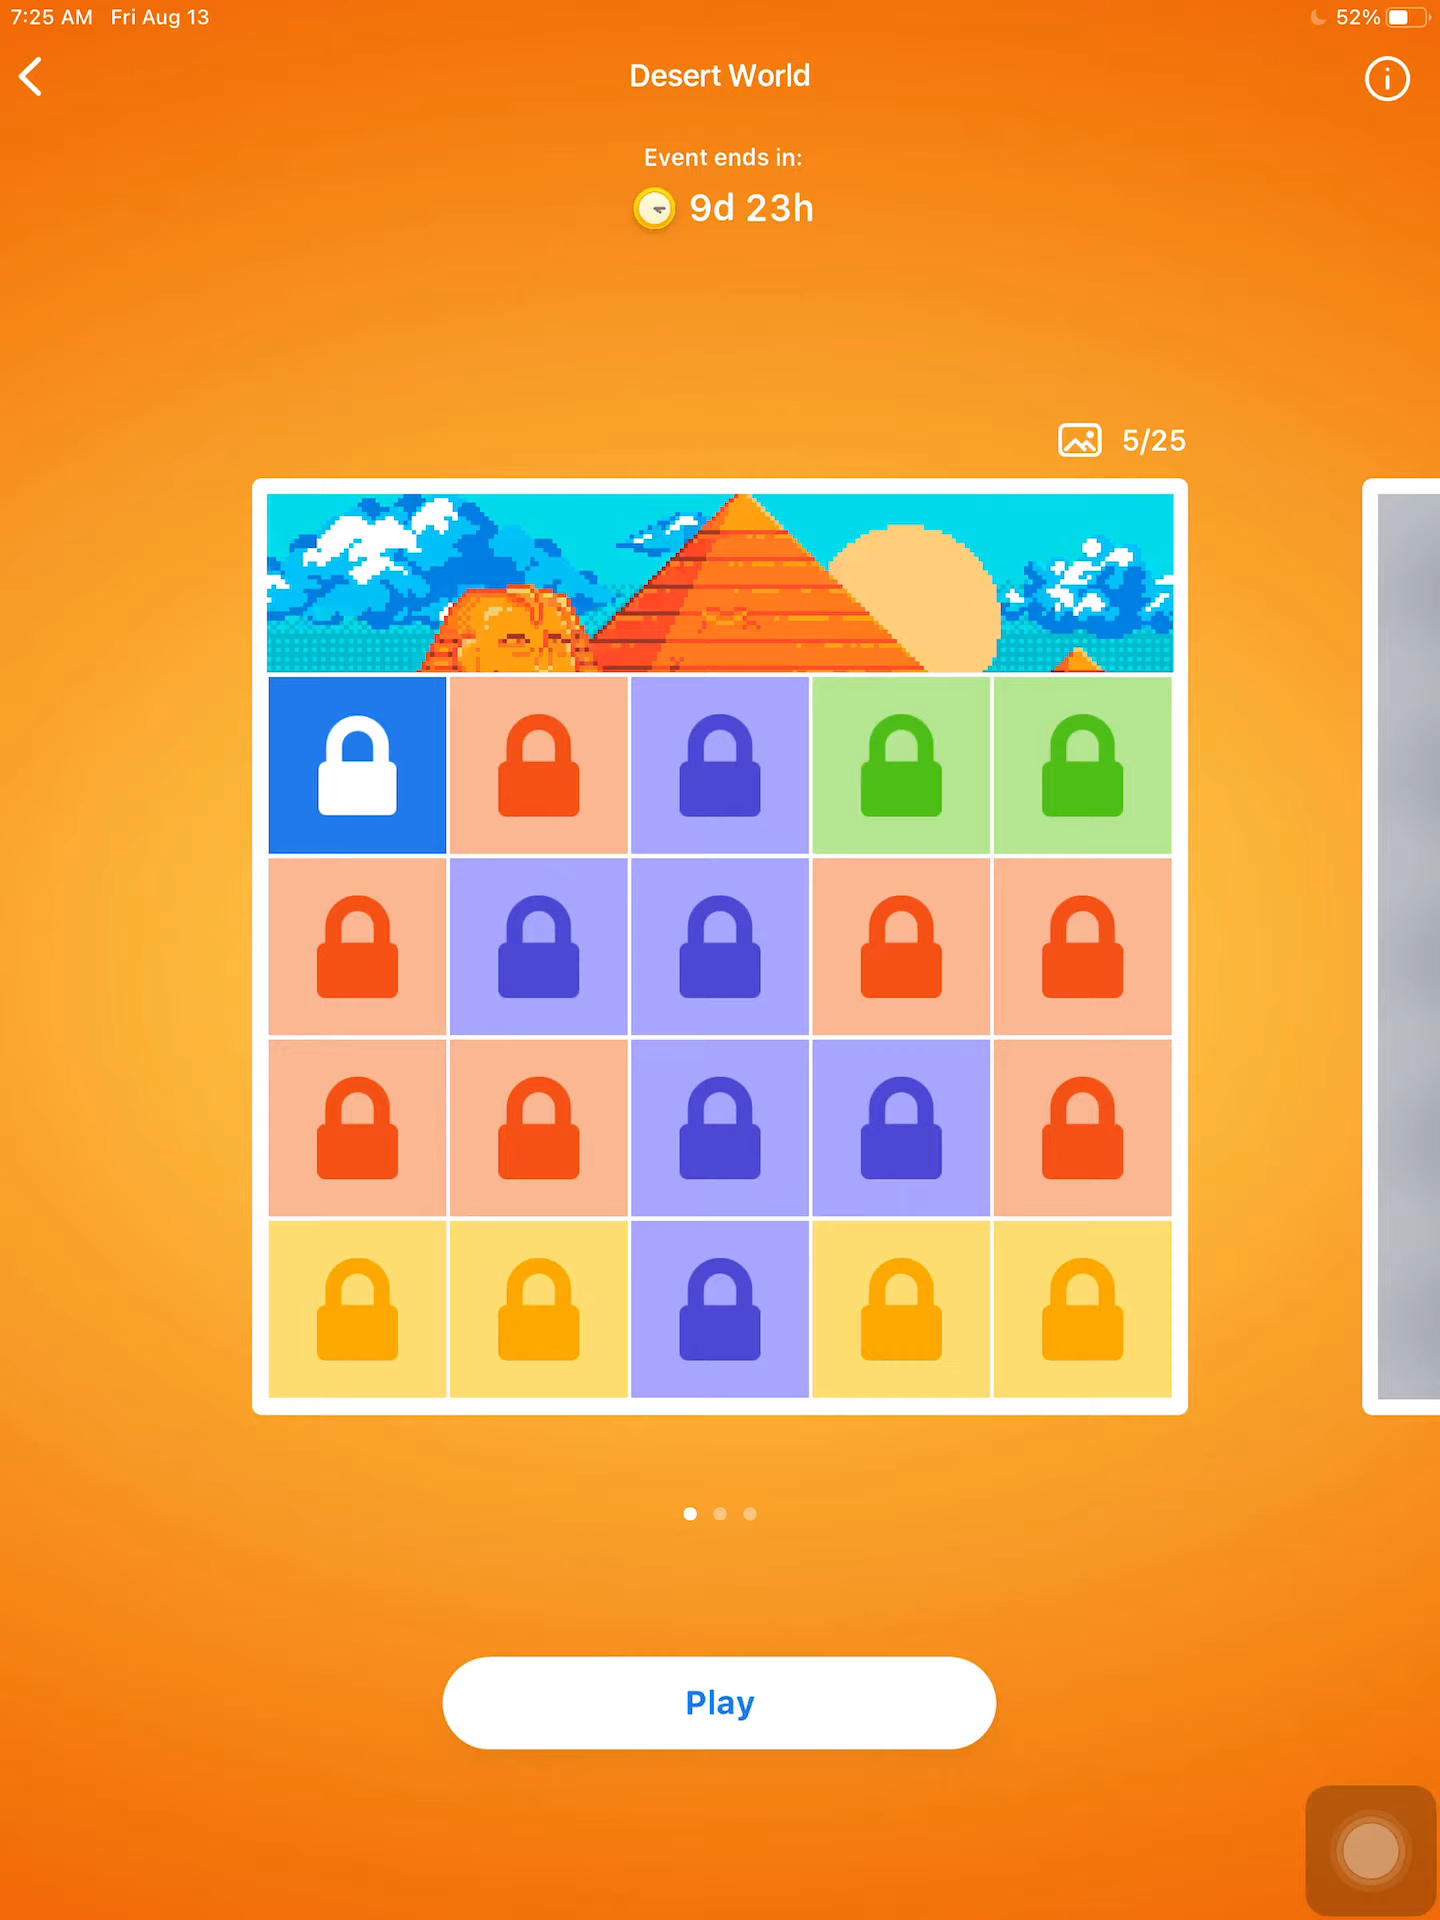 7:25 AM Fri Aug 13
52%
Desert World
Event ends in:
9d 23h
5/25
Play